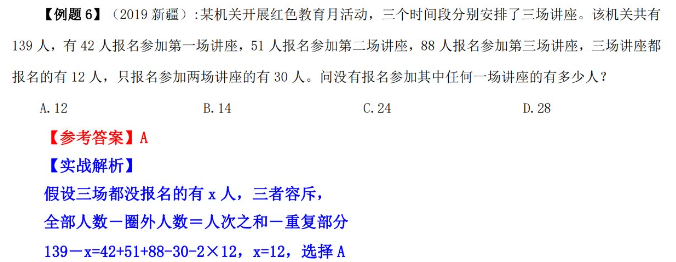 【例题 6】（2019 新疆）:某机关开展红色教育月活动，三个时间段分别安排了三场讲座。该机关共有
139 人，有 42 人报名参加第一场讲座，51 人报名参加第二场讲座，88 人报名参加第三场讲座，三场讲座都
报名的有 12 人，只报名参加两场讲座的有 30 人。问没有报名参加其中任何一场讲座的有多少人？
A.12 B.14 C.24 D.28
【参考答案】A
【实战解析】
假设三场都没报名的有 x 人，三者容斥，
全部人数－圈外人数＝人次之和－重复部分
139－x=42+51+88-30-2×12，x=12，选择 A